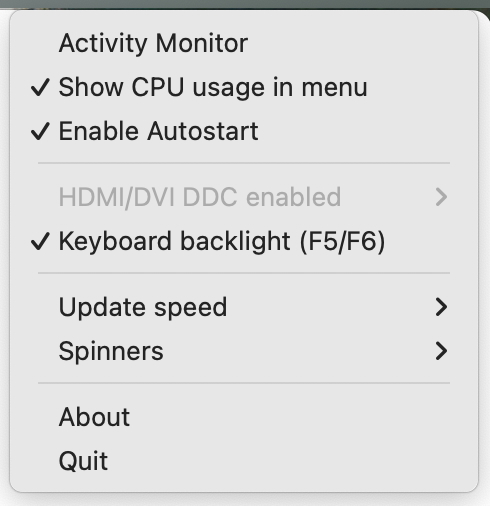 Activity Monitor
Show CPU usage in menu
Enable Autostart
HDMI/DVI DDC enabled
Keyboard backlight (F5/F6)
Update speed
Spinners
About
Quit